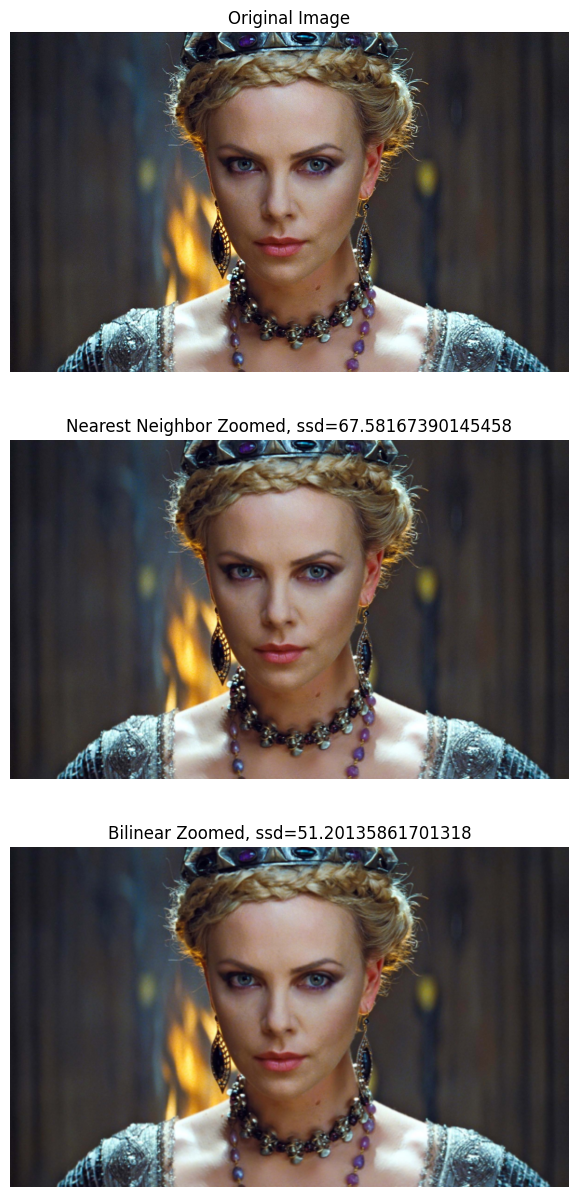 Original Image
Nearest Neighbor Zoomed, ssd=67.58167390145458
Bilinear Zoomed, ssd=51.20135861701318